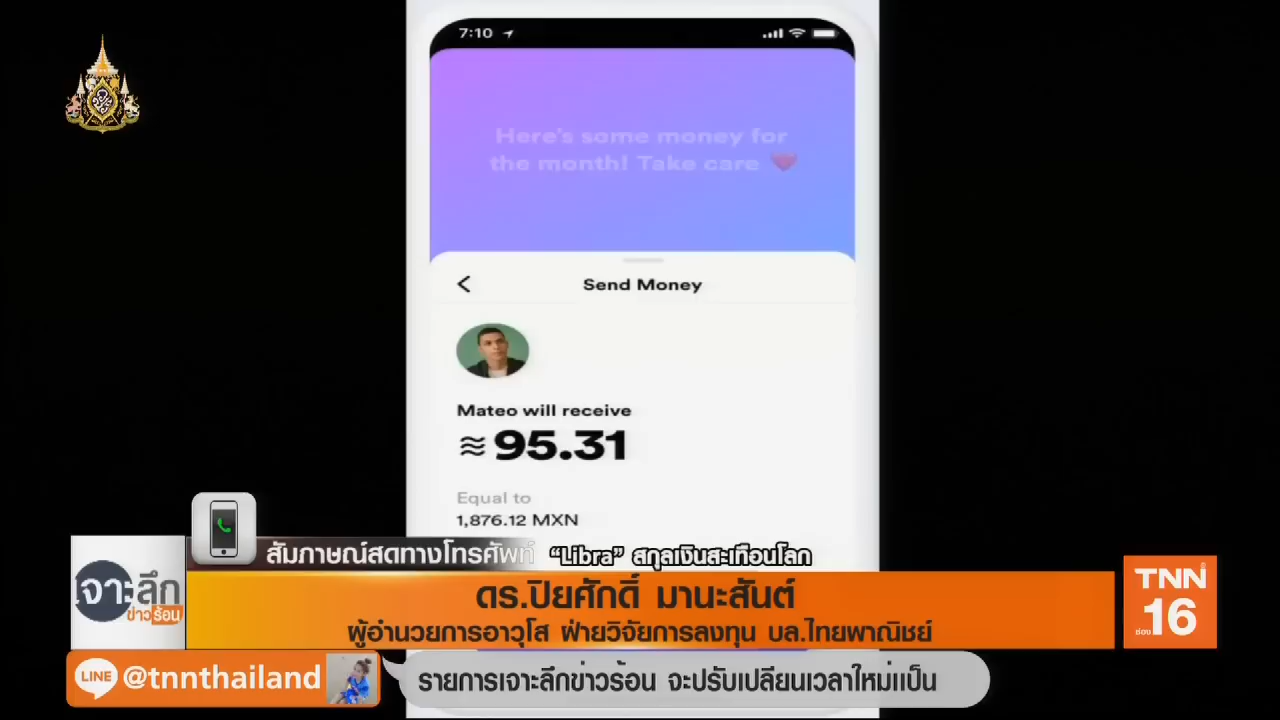 7:10
Here's some money for
the month! Take care ❤
Send Money
Mateo will receive
≋95.31
Equal to
1,876.12 MXN
สัมภาษณ์สดทางโทรศัพท์ “Libra” สกุลเงินสะเทือนโลก
เจาะลึก
ข่าวร้อน
ดร.ปิยศักดิ์ มานะสันต์
ผู้อำนวยการอาวุโส ฝ่ายวิจัยการลงทุน บล.ไทยพาณิชย์
TNN
ช่อง 16
LINE @tnnthailand
รายการเจาะลึกข่าวร้อน จะปรับเปลี่ยนเวลาใหม่เเป็น